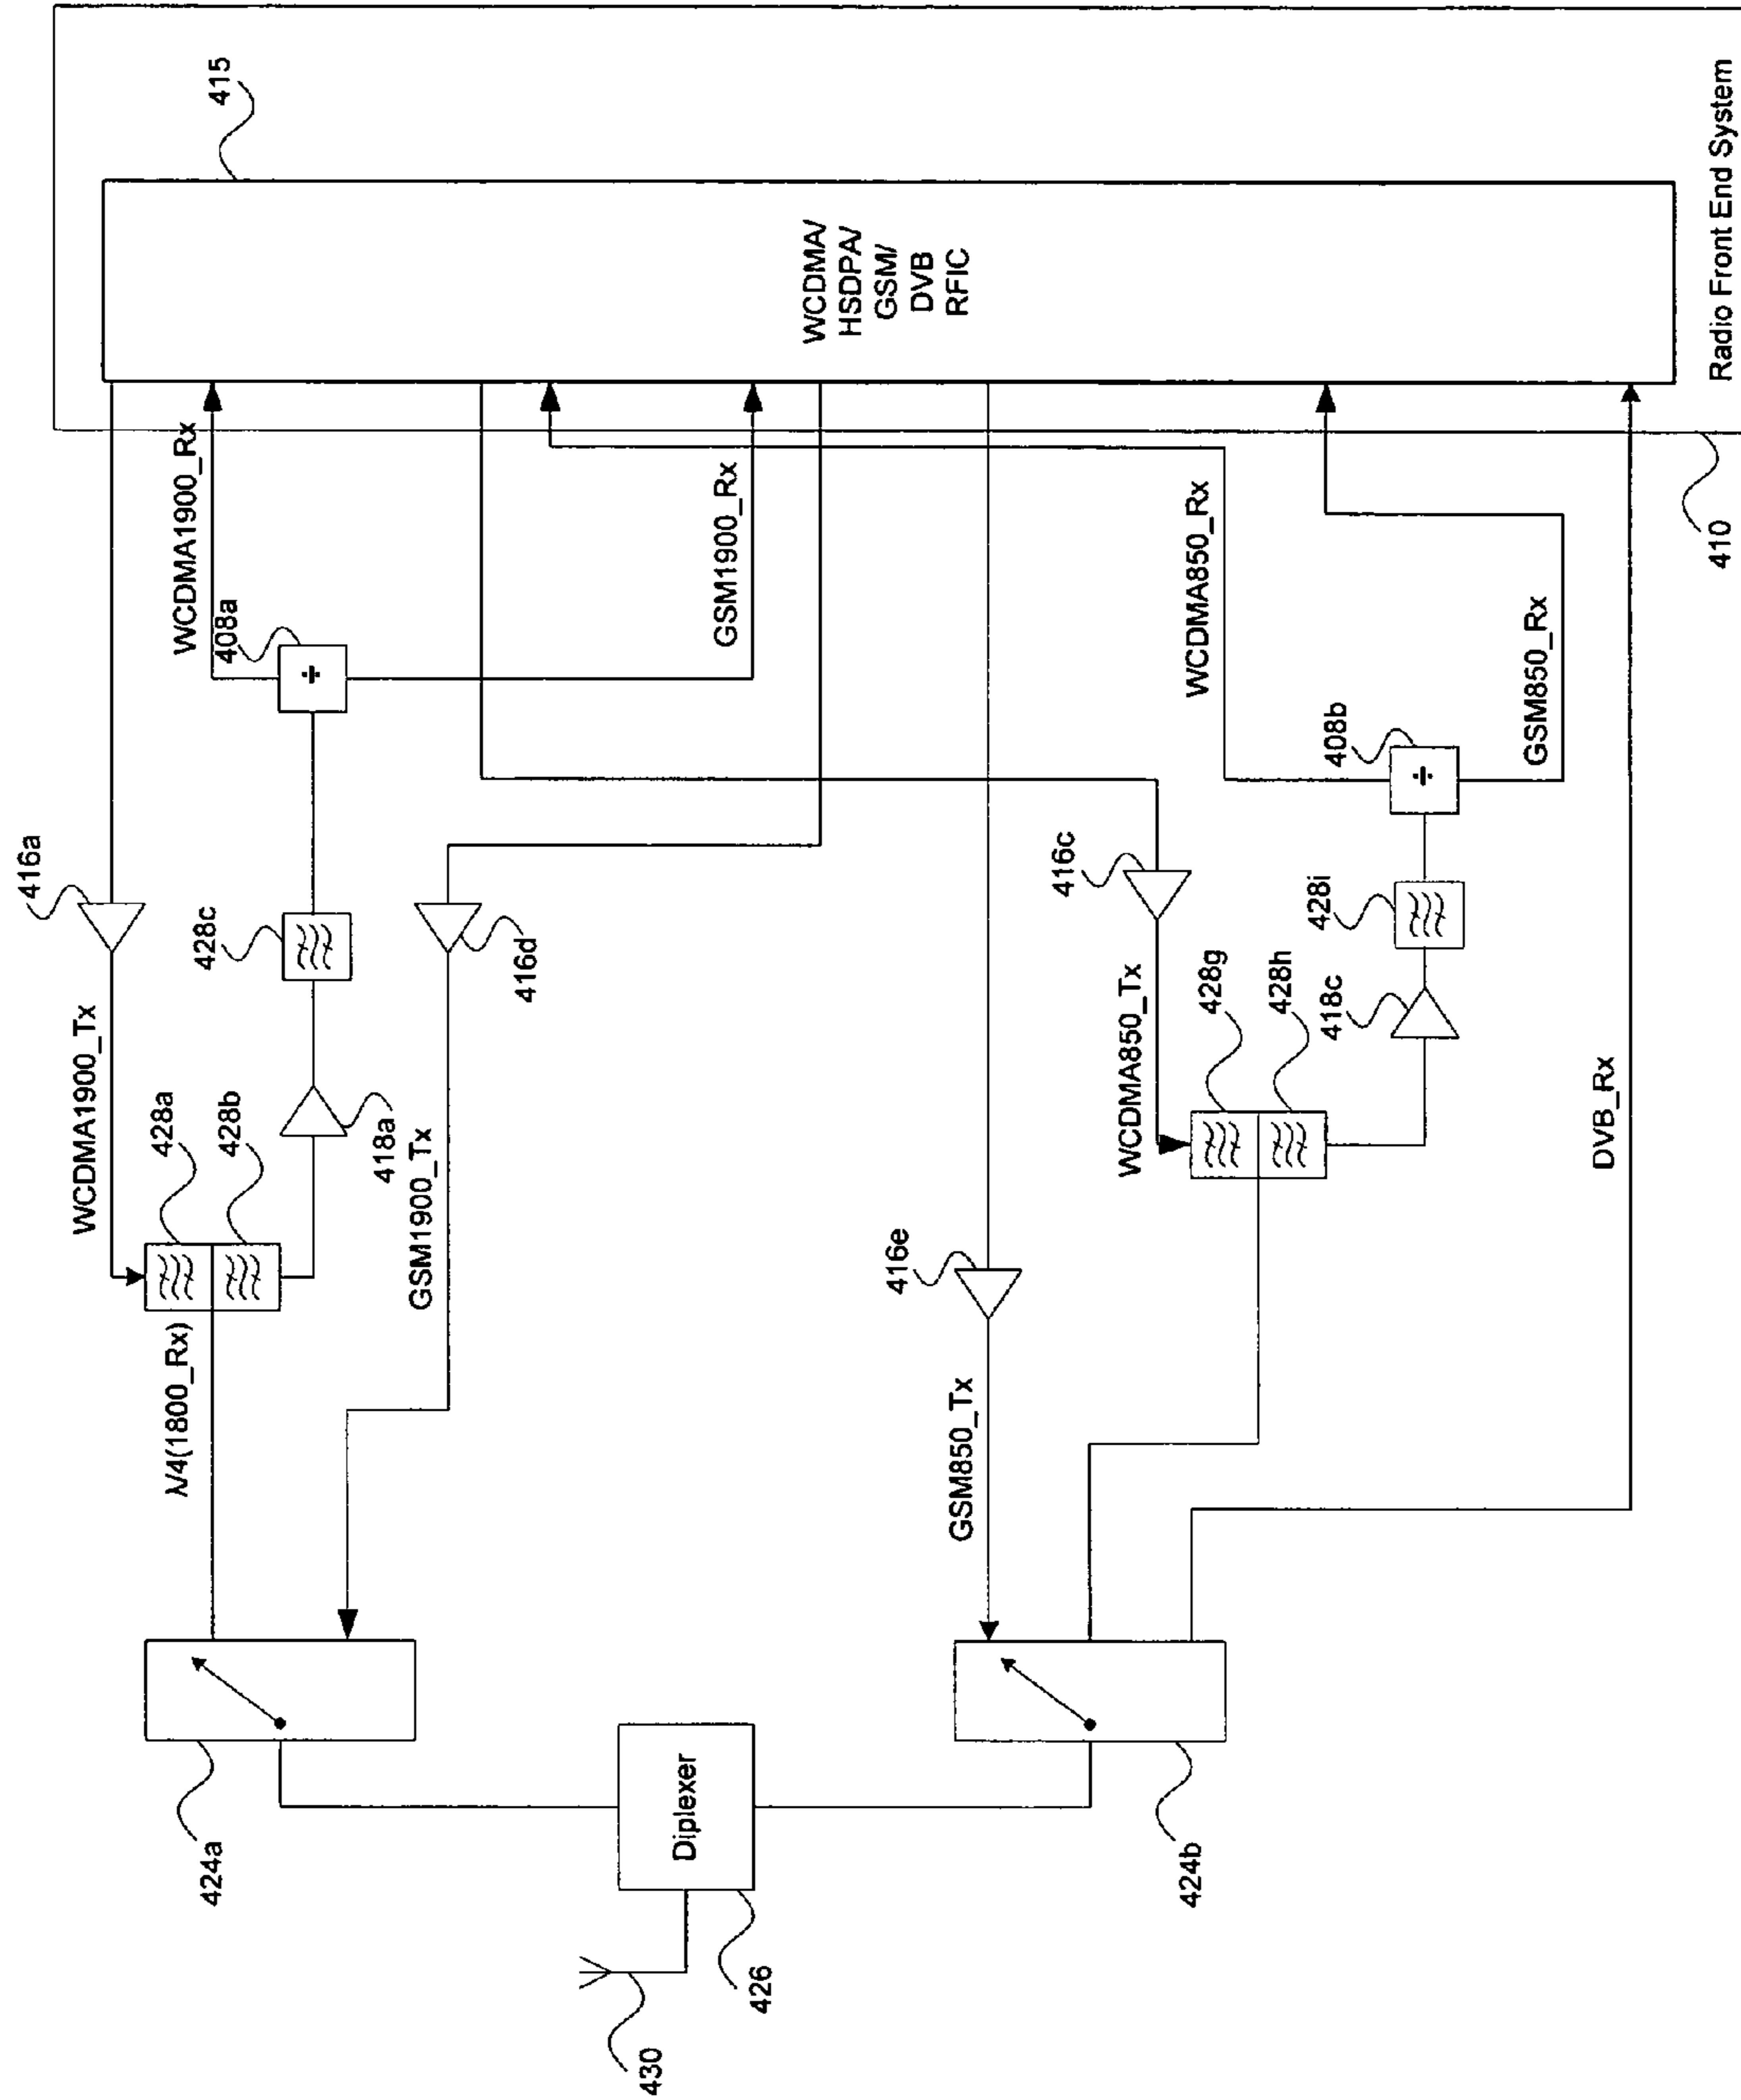 415
WCDMA/
HSDPA/
GSM/
DVB
RFIC
Radio Front End System
410
416a
WCDMA1900_Rx
408a
428c
WCDMA1900_Tx
428a
428b
418a
416d
GSM1900_Rx
GSM1900_Tx
λ/4(1800_Rx)
424a
WCDMA850_Rx
408b
416c
428i
GSM850_Rx
WCDMA850_Tx
428g
428h
418c
416e
GSM850_Tx
DVB_Rx
424b
Diplexer
426
430
÷
÷